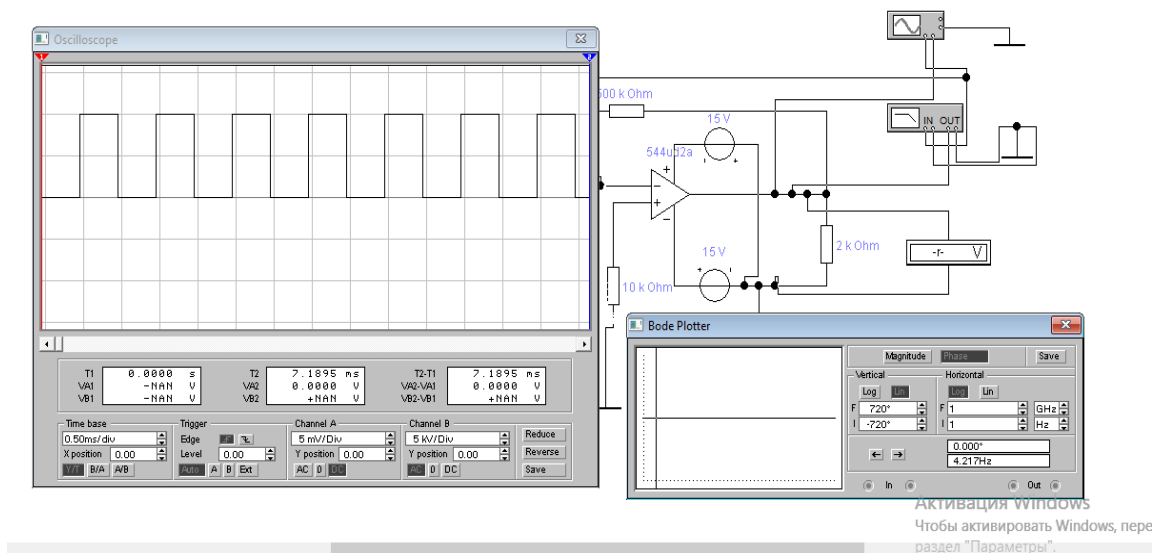 Oscilloscope
T1 0.0000 s T2 7.1895 ms T2-T1 7.1895 ms
VA1 -NAN V VA2 0.0000 V VA2-VA1 0.0000 V
VB1 -NAN V VB2 +NAN V VB2-VB1 +NAN V
Time base Trigger Channel A Channel B
0.50ms/div Edge 5 mV/Div 5 kV/Div Reduce
X position 0.00 Level 0.00 Y position 0.00 Y position 0.00 Reverse
Y/T B/A A/B Auto A B Ext AC 0 DC AC 0 DC Save
500 k Ohm
15 V
544ud2a
IN OUT
2 k Ohm
-r- V
15 V
10 k Ohm
Bode Plotter
Magnitude Phase Save
Vertical Horizontal
Log Lin Log Lin
F 720° F 1 GHz
I -720° I 1 Hz
0.000°
4.217Hz
In Out
Активация Windows
Чтобы активировать Windows, пере
раздел "Параметры".